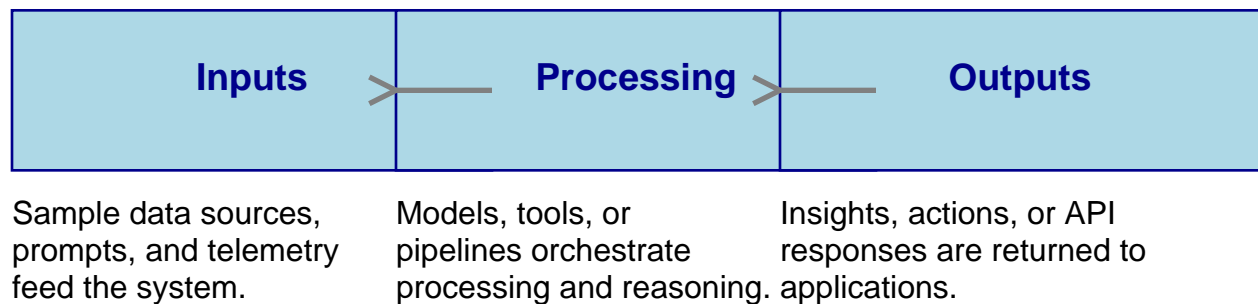 Inputs
Processing
Outputs
Sample data sources,
prompts, and telemetry
feed the system.
Models, tools, or
pipelines orchestrate
processing and reasoning.
Insights, actions, or API
responses are returned to
applications.